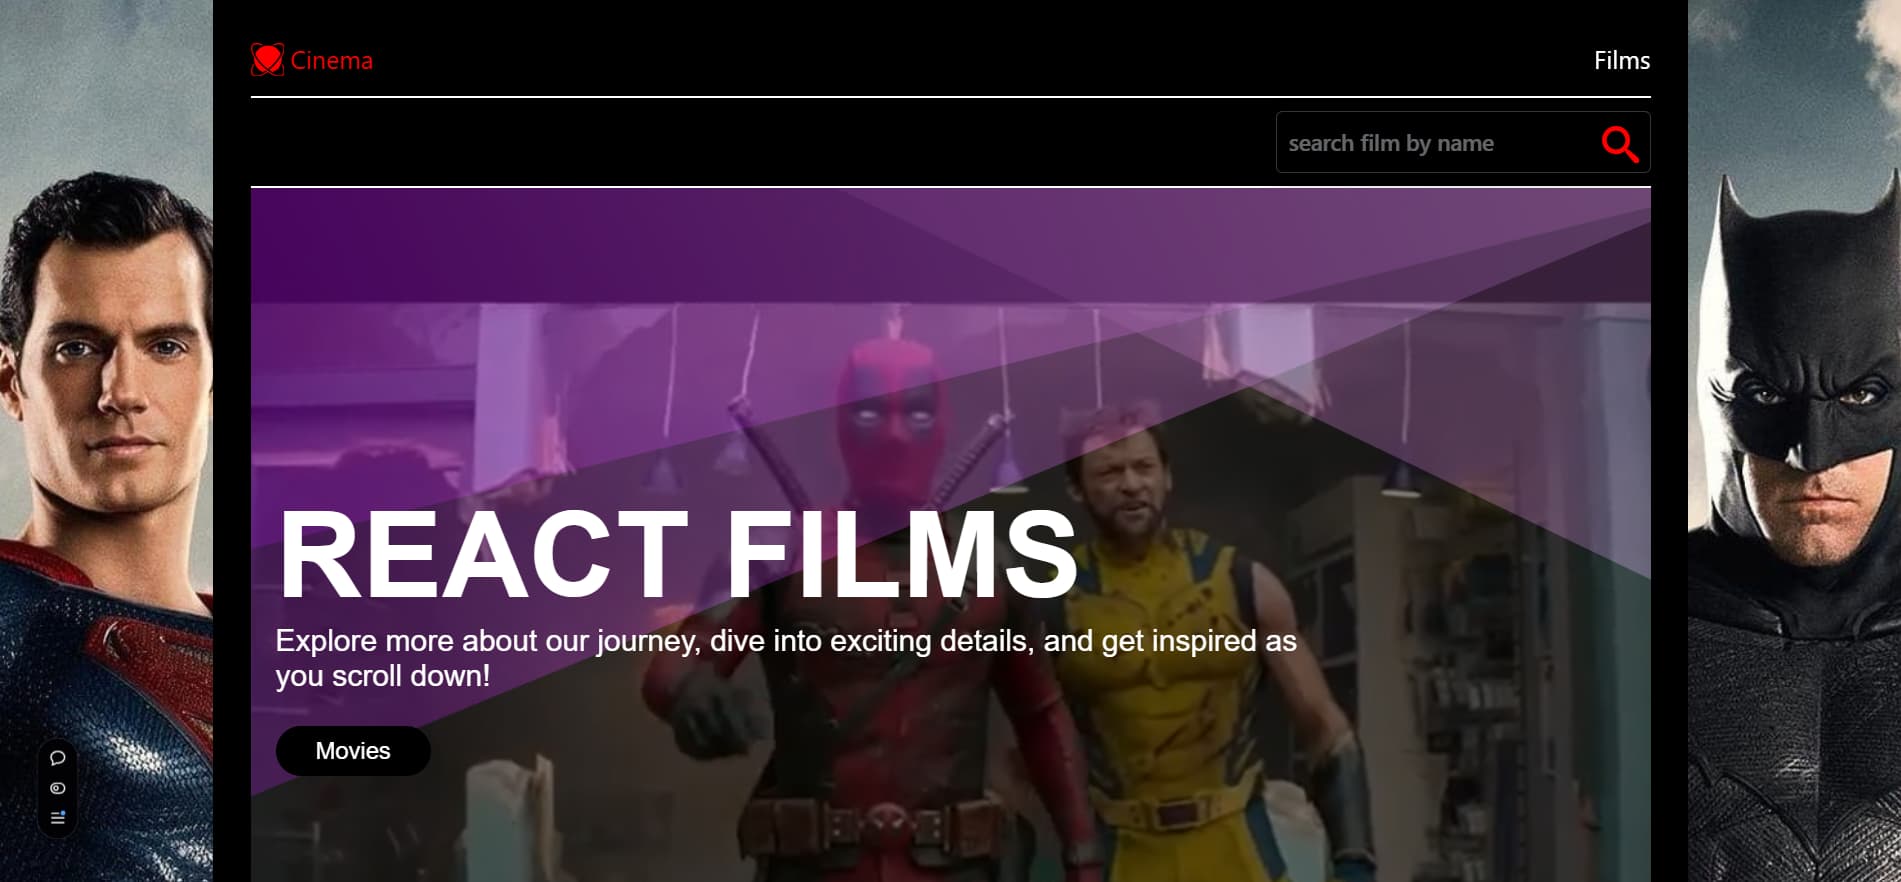 Cinema
Films
search film by name
REACT FILMS
Explore more about our journey, dive into exciting details, and get inspired as
you scroll down!
Movies